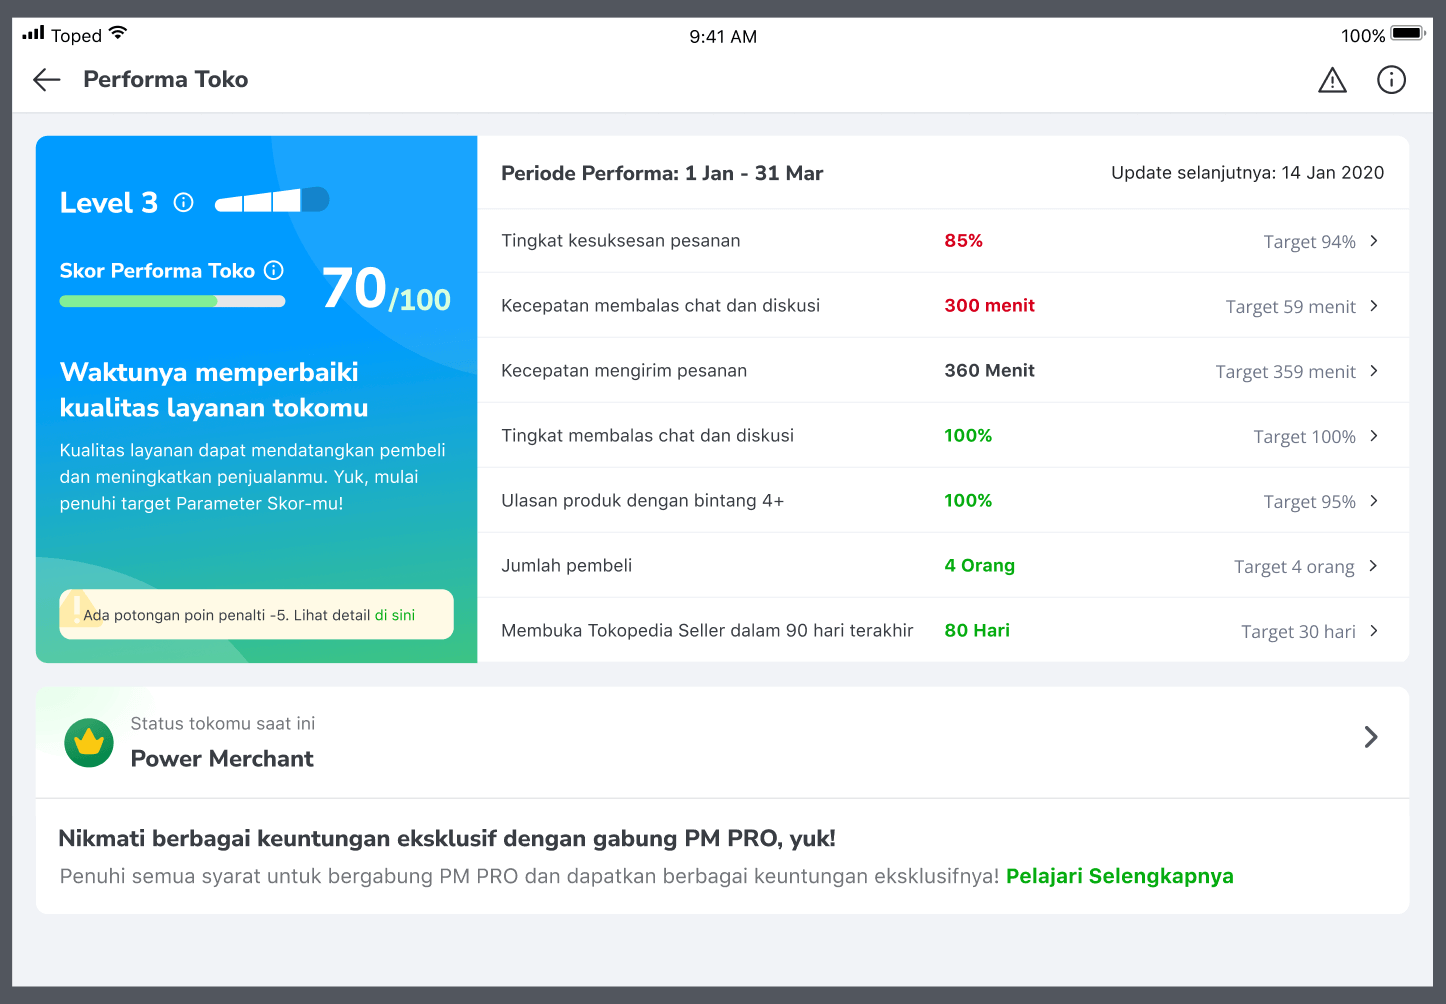 Toped
9:41 AM
100%
Performa Toko
Level 3
Skor Performa Toko
70/100
Waktunya memperbaiki
kualitas layanan tokomu
Kualitas layanan dapat mendatangkan pembeli
dan meningkatkan penjualanmu. Yuk, mulai
penuhi target Parameter Skor-mu!
Ada potongan poin penalti -5. Lihat detail di sini
Periode Performa: 1 Jan - 31 Mar
Update selanjutnya: 14 Jan 2020
Tingkat kesuksesan pesanan 85% Target 94%
Kecepatan membalas chat dan diskusi 300 menit Target 59 menit
Kecepatan mengirim pesanan 360 Menit Target 359 menit
Tingkat membalas chat dan diskusi 100% Target 100%
Ulasan produk dengan bintang 4+ 100% Target 95%
Jumlah pembeli 4 Orang Target 4 orang
Membuka Tokopedia Seller dalam 90 hari terakhir 80 Hari Target 30 hari
Status tokomu saat ini
Power Merchant
Nikmati berbagai keuntungan eksklusif dengan gabung PM PRO, yuk!
Penuhi semua syarat untuk bergabung PM PRO dan dapatkan berbagai keuntungan eksklusifnya! Pelajari Selengkapnya